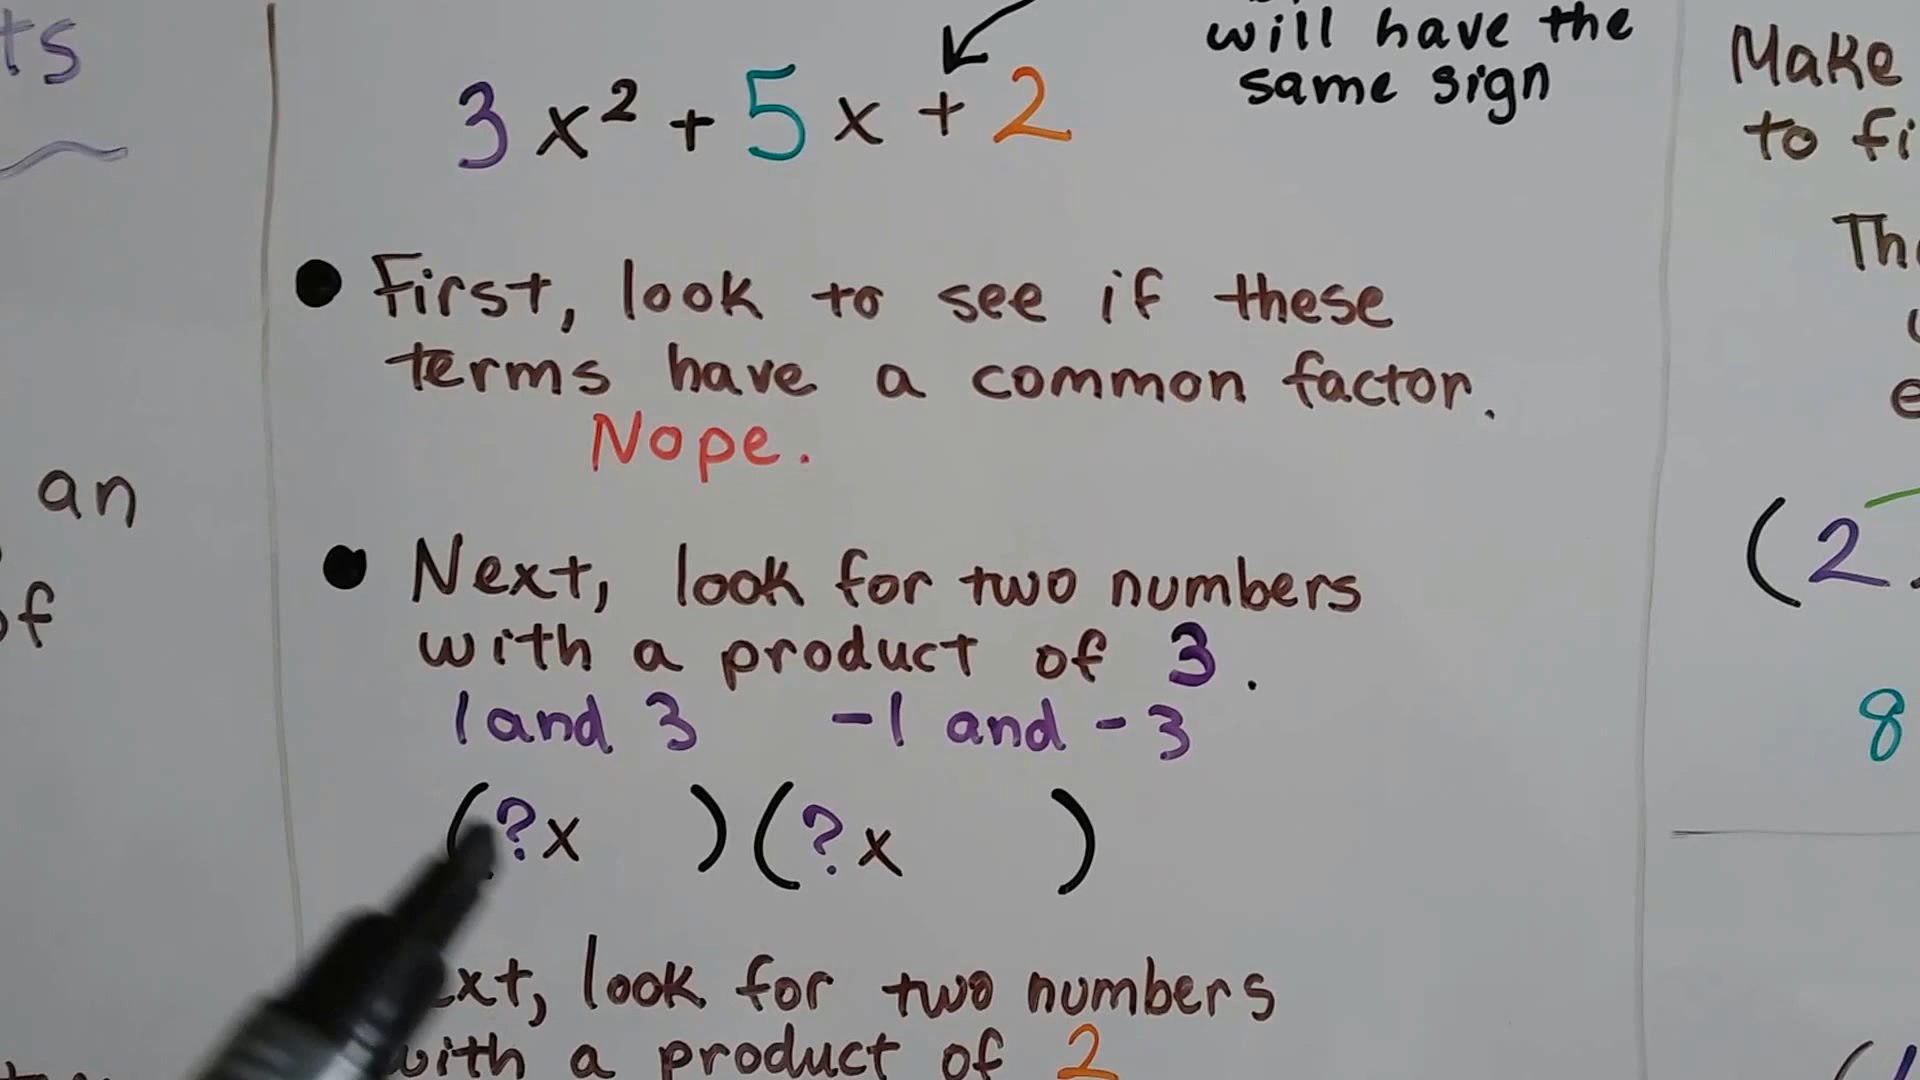 ts
an
of
will have the
same sign
3x² + 5x + 2
• First, look to see if these
terms have a common factor.
Nope.
• Next, look for two numbers
with a product of 3.
1 and 3 -1 and -3
(?x )(?x )
look for two numbers
with a product of 2
Make
to fi
(2
8